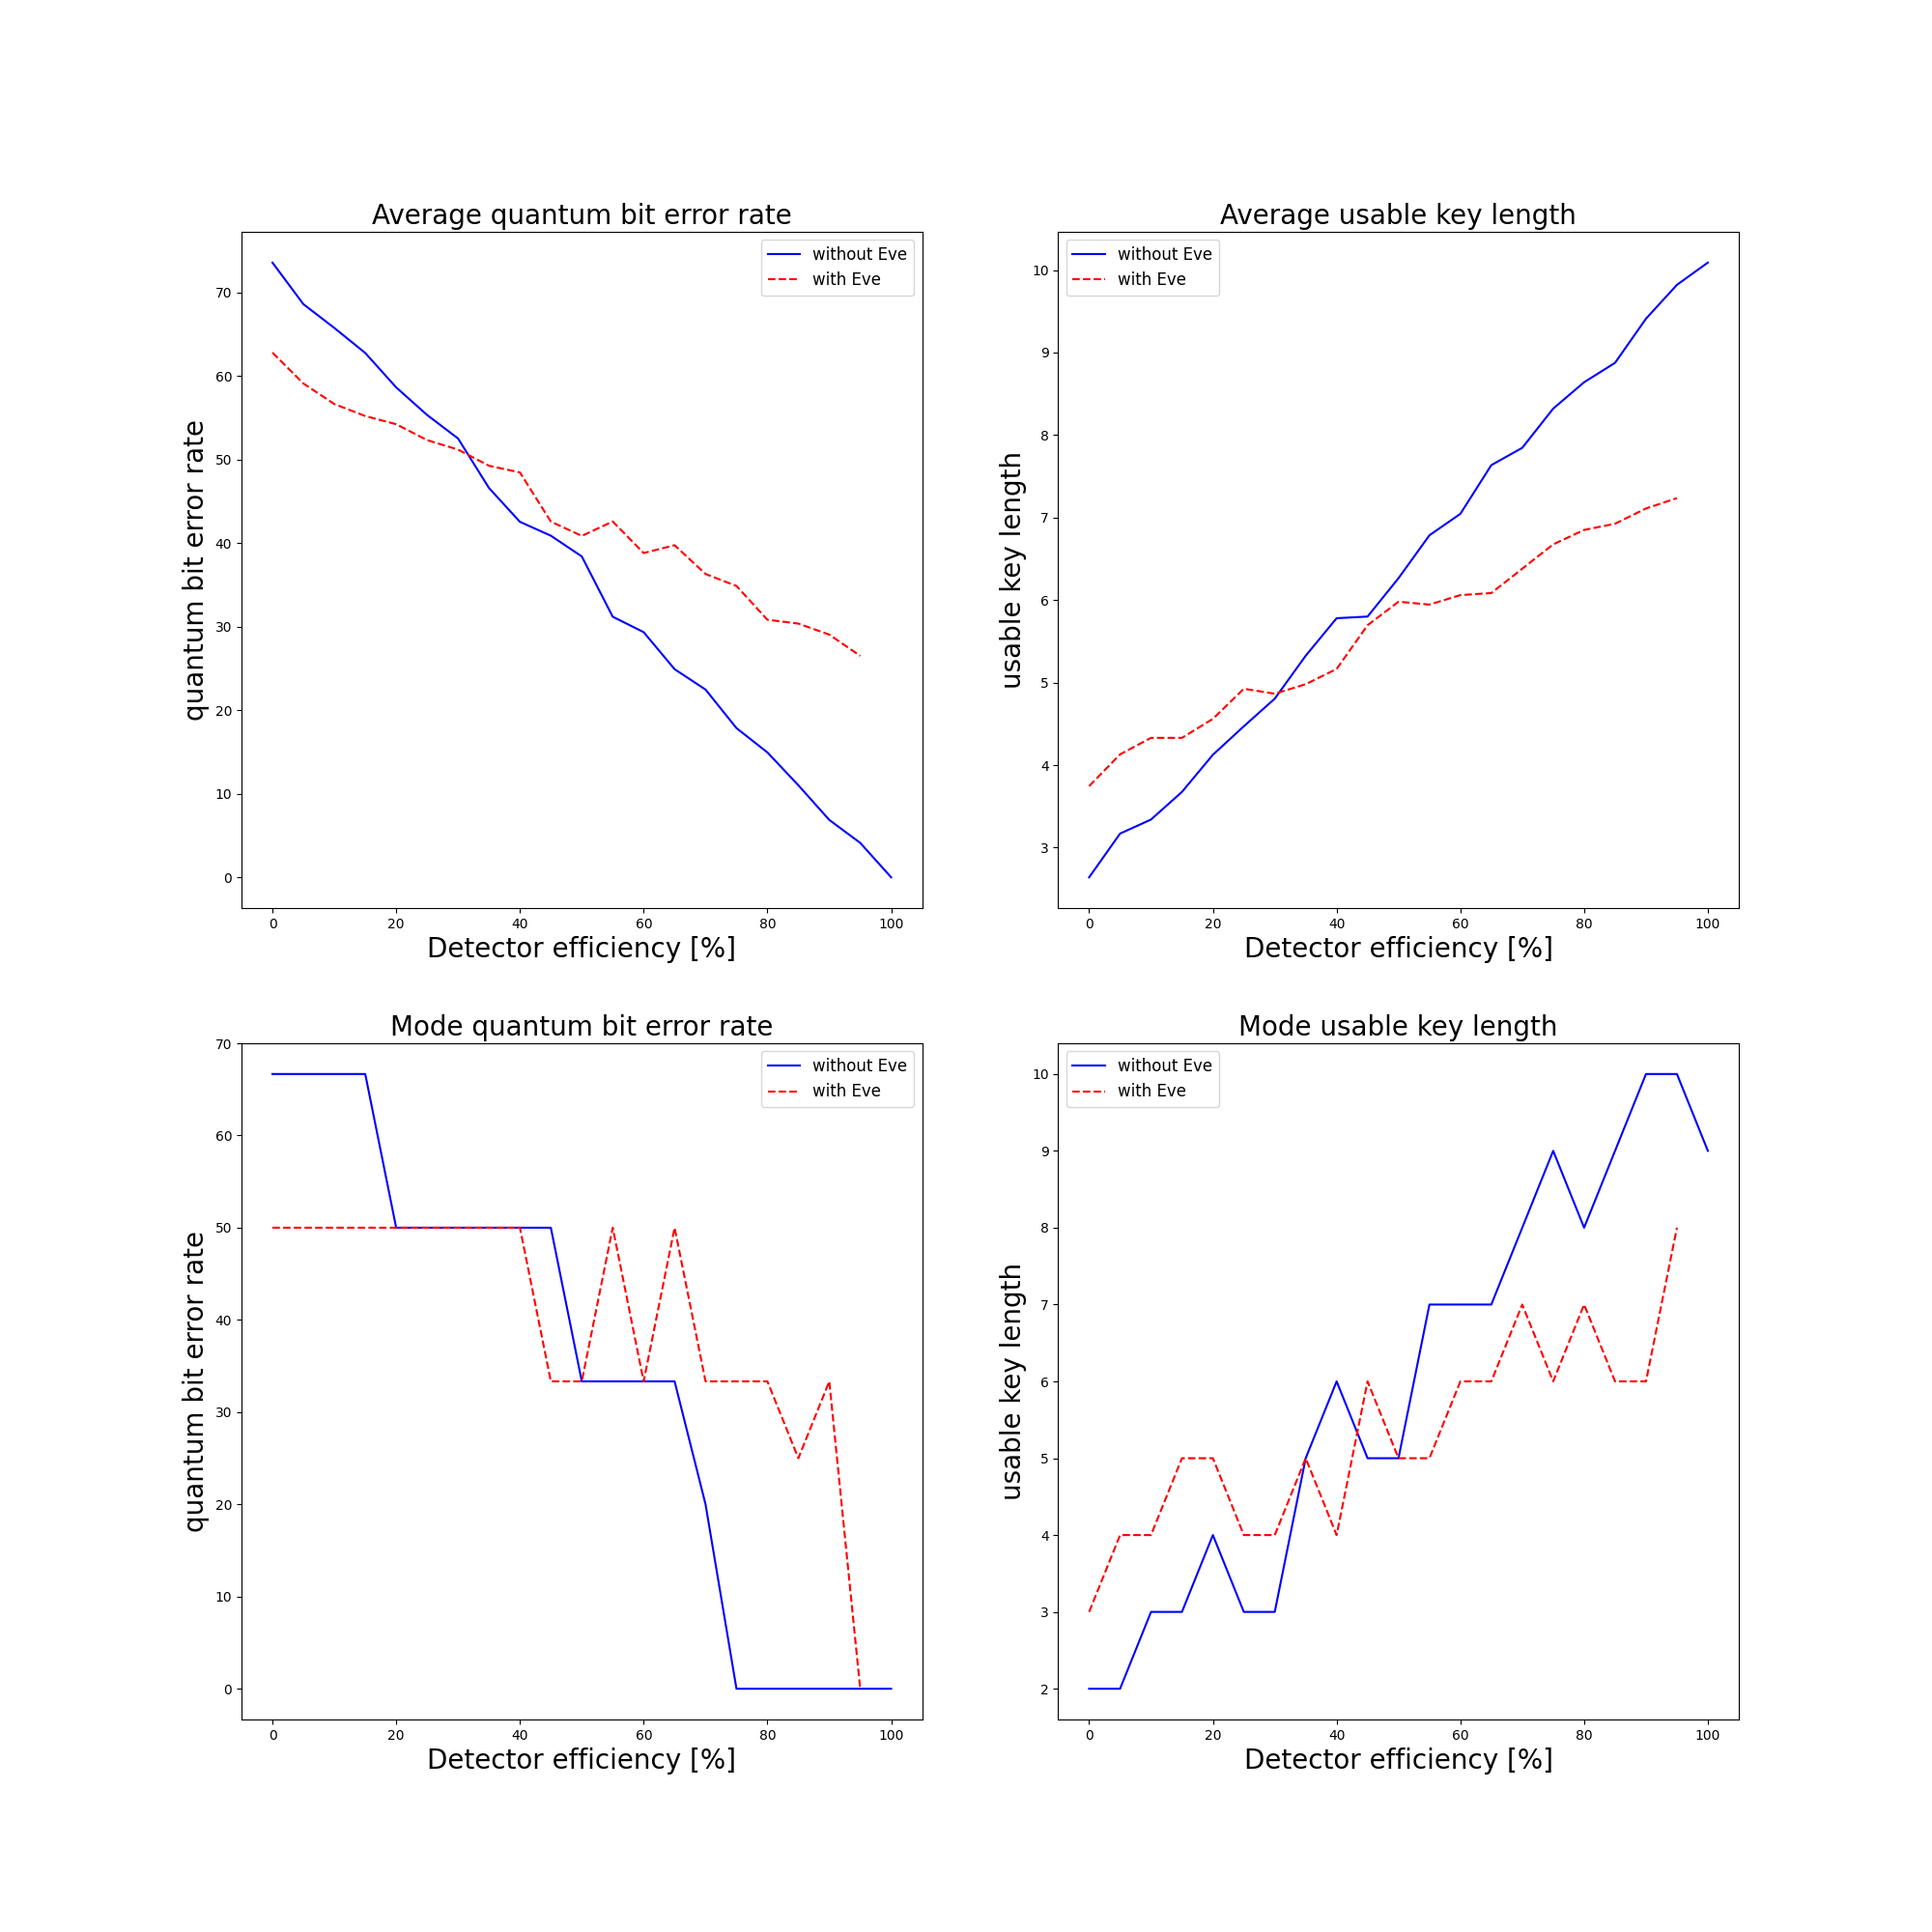 Average quantum bit error rate
without Eve
with Eve
70
60
50
40
30
20
10
0
quantum bit error rate
0 20 40 60 80 100
Detector efficiency [%]
Average usable key length
without Eve
with Eve
10
9
8
7
6
5
4
3
usable key length
0 20 40 60 80 100
Detector efficiency [%]
Mode quantum bit error rate
without Eve
with Eve
70
60
50
40
30
20
10
0
quantum bit error rate
0 20 40 60 80 100
Detector efficiency [%]
Mode usable key length
without Eve
with Eve
10
9
8
7
6
5
4
3
2
usable key length
0 20 40 60 80 100
Detector efficiency [%]